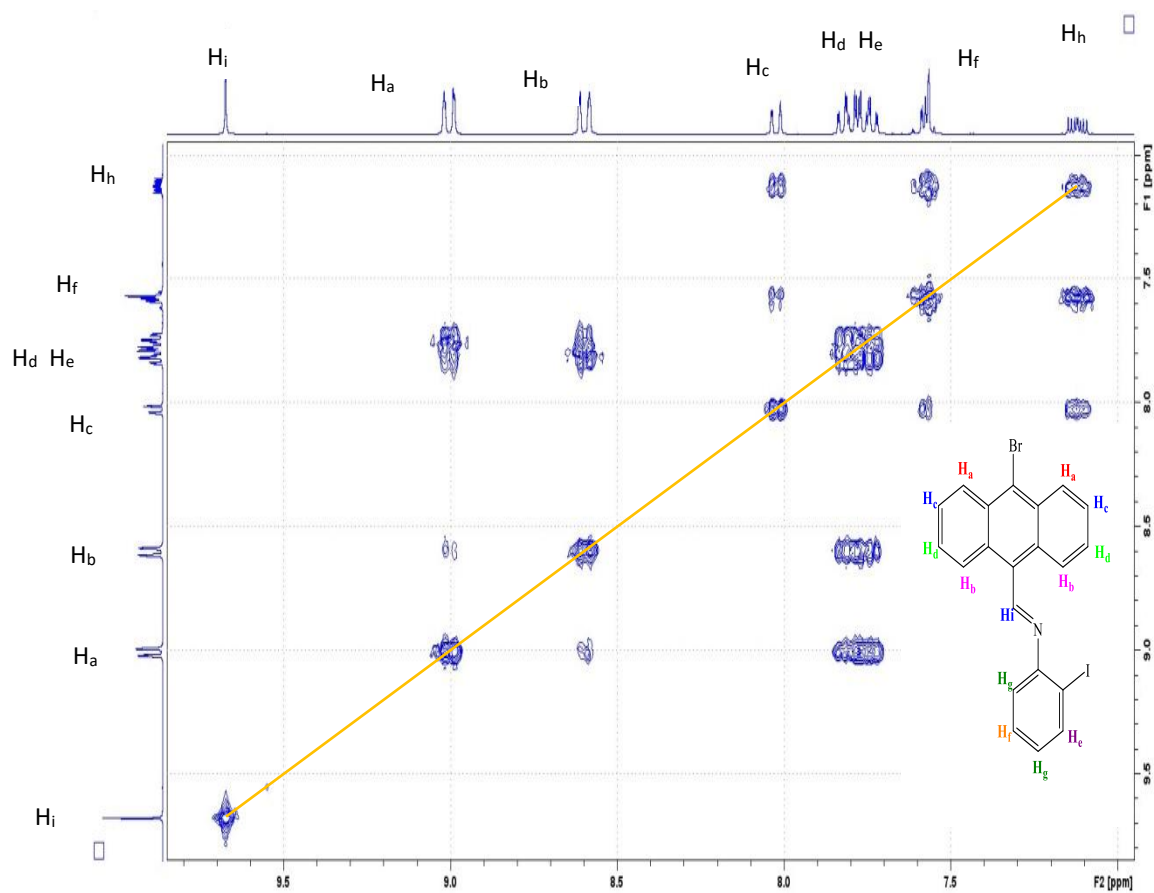 Hi
Ha
Hb
Hc
Hd He
Hf
Hh
Hh
Hf
Hd He
Hc
Hb
Ha
Hi
F1 [ppm]
7.5
8.0
8.5
9.0
9.5
Br
Ha
Ha
Hc
Hc
Hd
Hd
Hb
Hb
Hi
N
I
Hg
Hf
He
Hg
9.5
9.0
8.5
8.0
7.5
F2 [ppm]